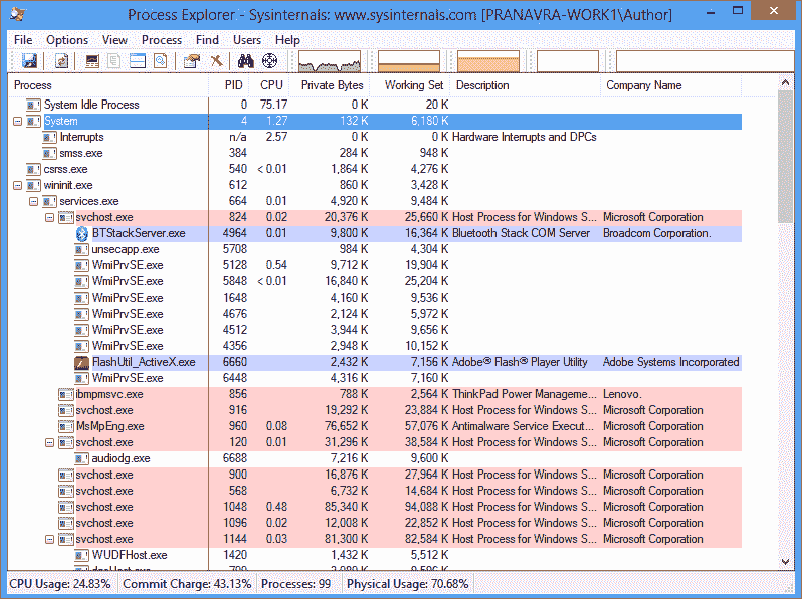 Process Explorer - Sysinternals: www.sysinternals.com [PRANAVRA-WORK1\Author]
File Options View Process Find Users Help
Process PID CPU Private Bytes Working Set Description Company Name
System Idle Process 0 75.17 0 K 20 K
System 4 1.27 132 K 6,180 K
Interrupts n/a 2.57 0 K 0 K Hardware Interrupts and DPCs
smss.exe 384 284 K 948 K
csrss.exe 540 < 0.01 1,864 K 4,276 K
wininit.exe 612 860 K 3,428 K
services.exe 664 0.01 4,920 K 9,484 K
svchost.exe 824 0.02 20,376 K 25,660 K Host Process for Windows S... Microsoft Corporation
BTStackServer.exe 4964 0.01 9,800 K 16,364 K Bluetooth Stack COM Server Broadcom Corporation.
unsecapp.exe 5708 984 K 4,304 K
WmiPrvSE.exe 5128 0.54 9,712 K 19,904 K
WmiPrvSE.exe 5848 < 0.01 16,840 K 25,204 K
WmiPrvSE.exe 1648 4,160 K 9,536 K
WmiPrvSE.exe 4676 2,124 K 5,972 K
WmiPrvSE.exe 4512 3,944 K 9,656 K
WmiPrvSE.exe 4356 2,948 K 10,152 K
FlashUtil_ActiveX.exe 6660 2,432 K 7,156 K Adobe® Flash® Player Utility Adobe Systems Incorporated
WmiPrvSE.exe 6448 4,316 K 7,160 K
ibmpmsvc.exe 856 788 K 2,564 K ThinkPad Power Manageme... Lenovo.
svchost.exe 916 19,292 K 23,884 K Host Process for Windows S... Microsoft Corporation
MsMpEng.exe 960 0.08 76,652 K 57,076 K Antimalware Service Execut... Microsoft Corporation
svchost.exe 120 0.01 31,296 K 38,584 K Host Process for Windows S... Microsoft Corporation
audiodg.exe 6688 7,216 K 9,600 K
svchost.exe 900 16,876 K 27,964 K Host Process for Windows S... Microsoft Corporation
svchost.exe 568 6,732 K 14,684 K Host Process for Windows S... Microsoft Corporation
svchost.exe 1048 0.48 85,340 K 94,088 K Host Process for Windows S... Microsoft Corporation
svchost.exe 1096 0.02 12,008 K 22,852 K Host Process for Windows S... Microsoft Corporation
svchost.exe 1144 0.03 81,300 K 82,584 K Host Process for Windows S... Microsoft Corporation
WUDFHost.exe 1420 1,432 K 5,512 K
CPU Usage: 24.83% Commit Charge: 43.13% Processes: 99 Physical Usage: 70.68%